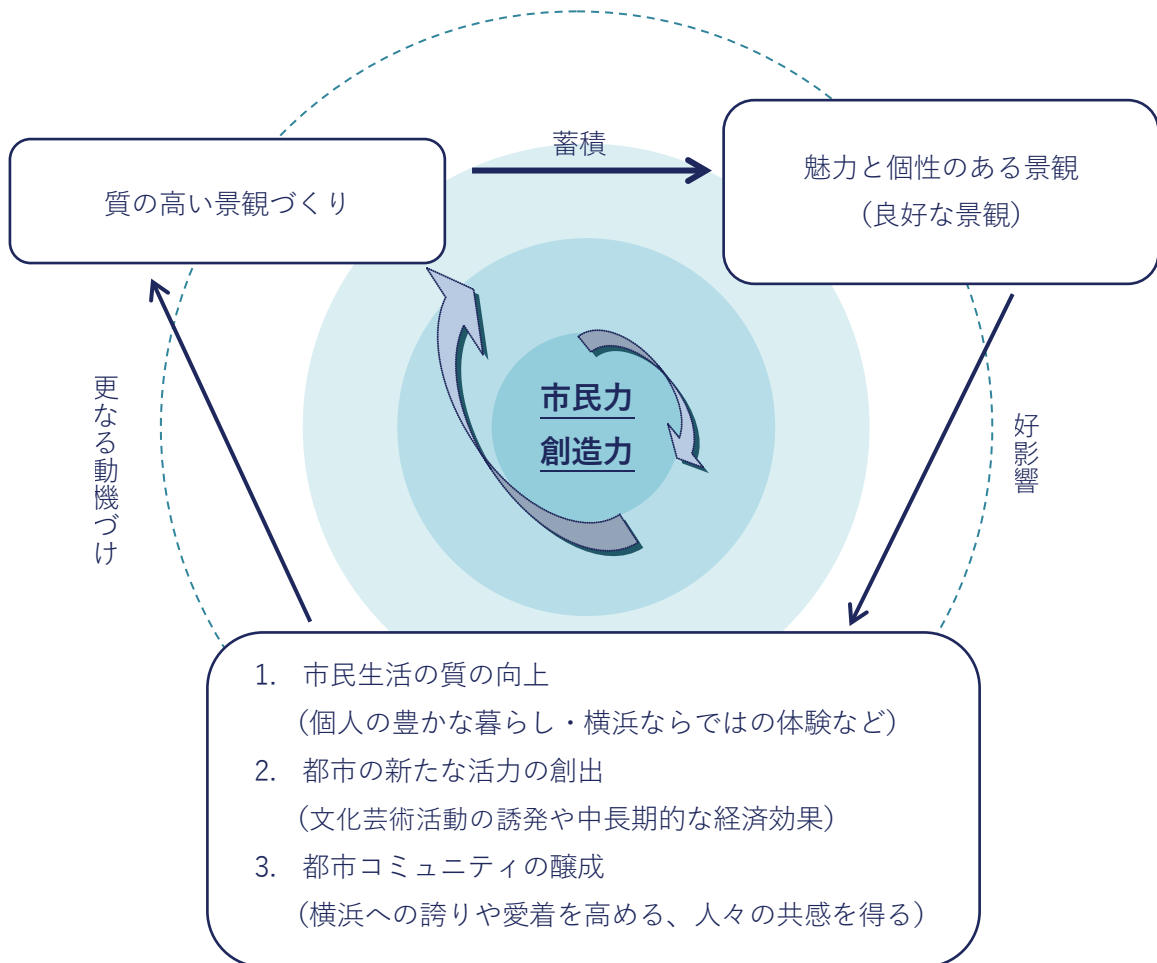 蓄積
質の高い景観づくり
魅力と個性のある景観
(良好な景観)
市民力
創造力
更なる動機づけ
好影響
1. 市民生活の質の向上
(個人の豊かな暮らし・横浜ならではの体験など)
2. 都市の新たな活力の創出
(文化芸術活動の誘発や中長期的な経済効果)
3. 都市コミュニティの醸成
(横浜への誇りや愛着を高める、人々の共感を得る)